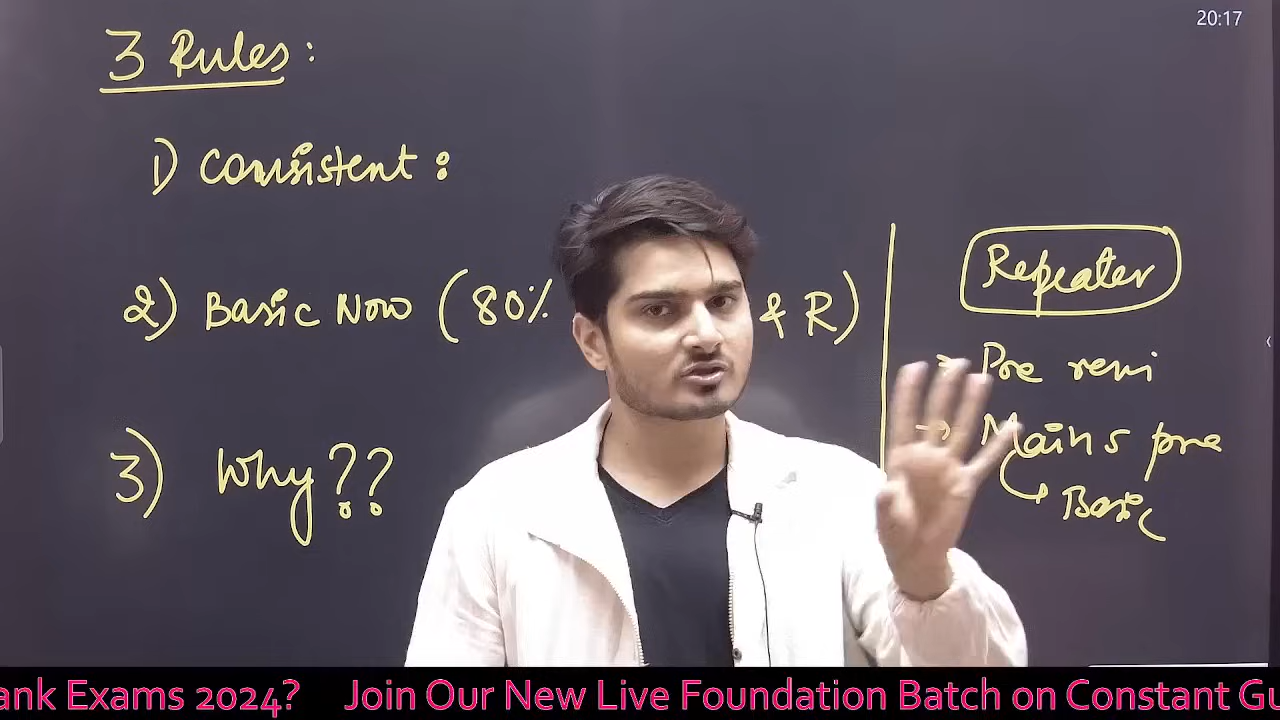 20:17
3 Rules:
1) Consistent:
2) Basic Now (80% & R)
3) Why??
Repeater
→ Pre revi
→ Mains pre
Basic
ank Exams 2024? Join Our New Live Foundation Batch on Constant Gu